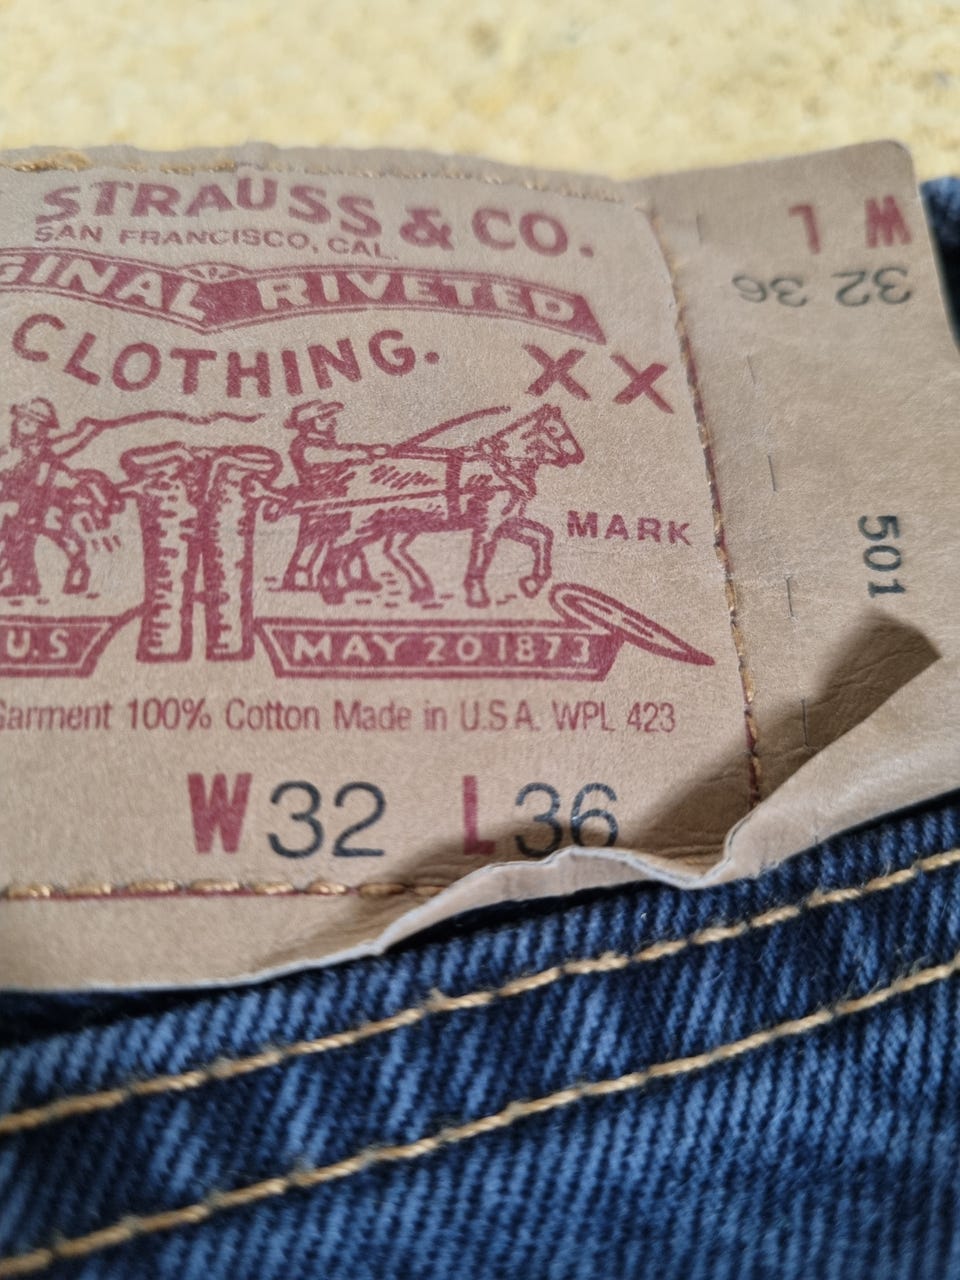 STRAUSS & CO.
SAN FRANCISCO, CAL.
GINAL RIVETED
CLOTHING.
XX
MARK
U.S
MAY 20 1873
Garment 100% Cotton Made in U.S.A. WPL 423
W32 L36
W L
32 36
501